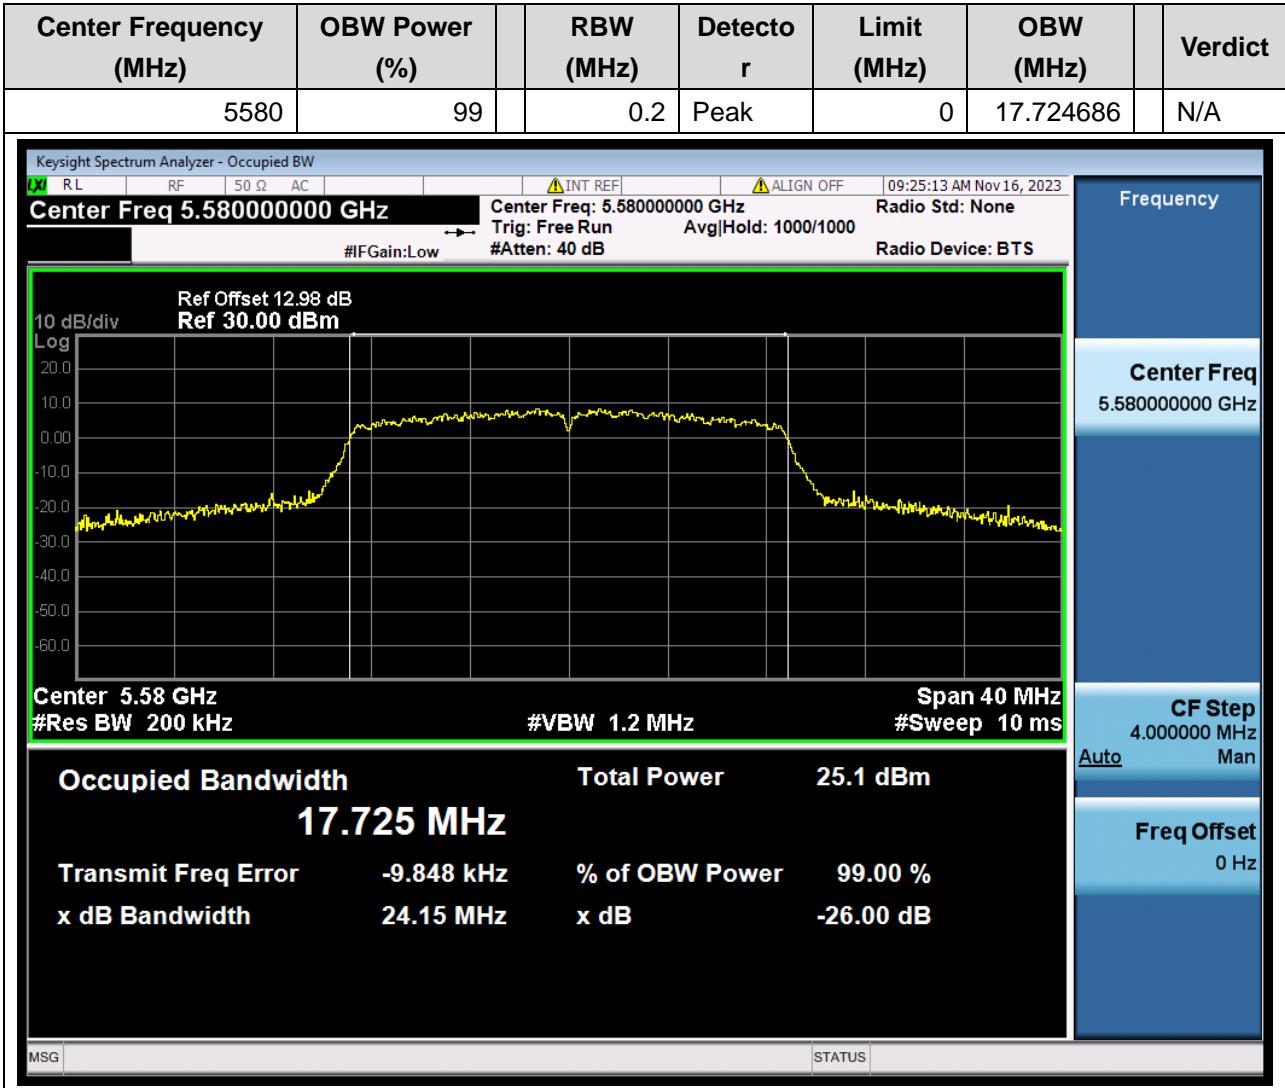 Center Frequency (MHz) OBW Power (%) RBW (MHz) Detector Limit (MHz) OBW (MHz) Verdict
5580 99 0.2 Peak 0 17.724686 N/A
Keysight Spectrum Analyzer - Occupied BW
LXI RL RF 50 Ω AC INT REF ALIGN OFF 09:25:13 AM Nov 16, 2023
Center Freq 5.580000000 GHz Center Freq: 5.580000000 GHz Radio Std: None
Trig: Free Run Avg|Hold: 1000/1000
#IFGain:Low #Atten: 40 dB Radio Device: BTS
Ref Offset 12.98 dB
10 dB/div Ref 30.00 dBm
Log
20.0
10.0
0.00
-10.0
-20.0
-30.0
-40.0
-50.0
-60.0
Center 5.58 GHz Span 40 MHz
#Res BW 200 kHz #VBW 1.2 MHz #Sweep 10 ms
Occupied Bandwidth Total Power 25.1 dBm
17.725 MHz
Transmit Freq Error -9.848 kHz % of OBW Power 99.00 %
x dB Bandwidth 24.15 MHz x dB -26.00 dB
Frequency
Center Freq
5.580000000 GHz
CF Step
4.000000 MHz
Auto Man
Freq Offset
0 Hz
MSG STATUS